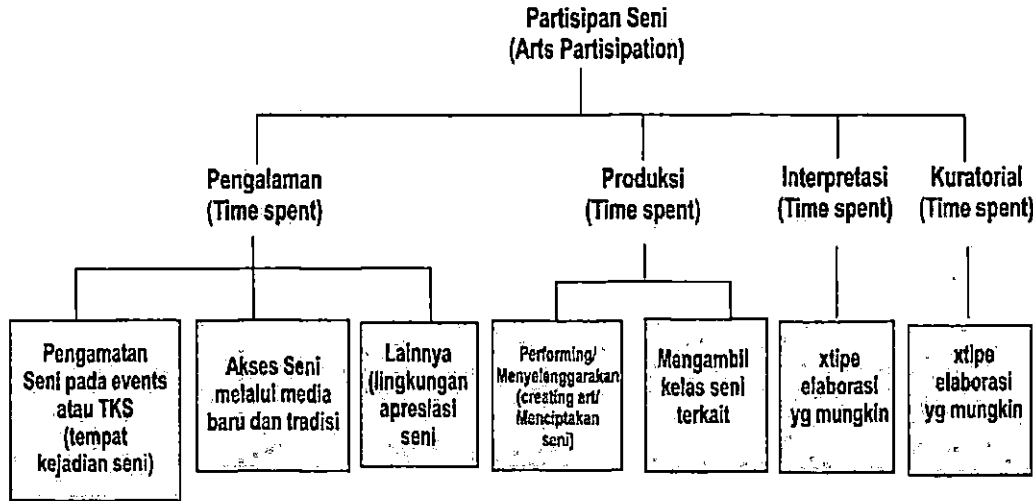 Partisipan Seni
(Arts Partisipation)
Pengalaman
(Time spent)
Produksi
(Time spent)
Interpretasi
(Time spent)
Kuratorial
(Time spent)
Pengamatan
Seni pada events
atau TKS
(tempat
kejadian seni)
Akses Seni
melalui media
baru dan tradisi
Lainnya
(lingkungan
apresiasi
seni
Performing/
Menyelenggarakan
(creating art/
Menciptakan
seni)
Mengambil
kelas seni
terkait
xtipe
elaborasi
yg mungkin
xtipe
elaborasi
yg mungkin